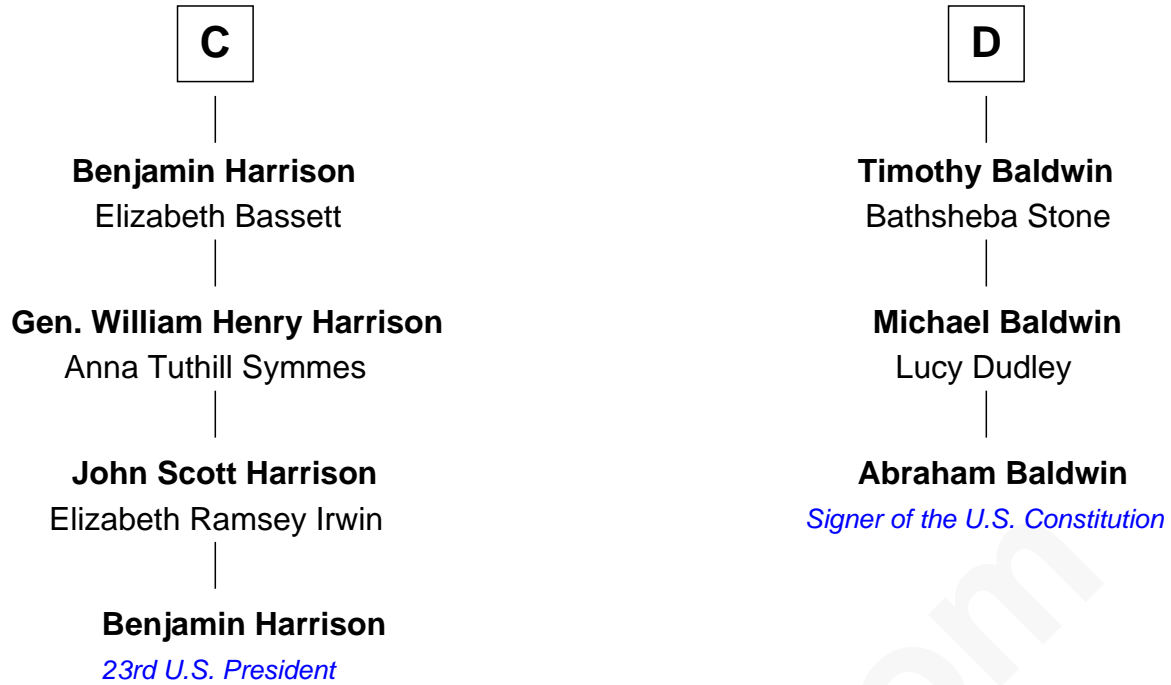 C
Benjamin Harrison
Elizabeth Bassett
Gen. William Henry Harrison
Anna Tuthill Symmes
John Scott Harrison
Elizabeth Ramsey Irwin
Benjamin Harrison
23rd U.S. President
D
Timothy Baldwin
Bathsheba Stone
Michael Baldwin
Lucy Dudley
Abraham Baldwin
Signer of the U.S. Constitution